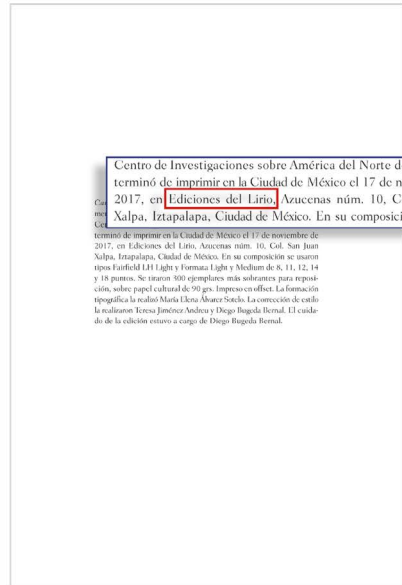 Centro de Investigaciones sobre América del Norte d
terminó de imprimir en la Ciudad de México el 17 de n
2017, en Ediciones del Lirio, Azucenas núm. 10, C
Xalpa, Iztapalapa, Ciudad de México. En su composici
terminó de imprimir en la Ciudad de México el 17 de noviembre de
2017, en Ediciones del Lirio, Azucenas núm. 10, Col. San Juan
Xalpa, Iztapalapa, Ciudad de México. En su composición se usaron
tipos Fairfield LH Light y Formata Light y Medium de 8, 11, 12, 14
y 18 puntos. Se tiraron 300 ejemplares más sobrantes para reposi-
ción, sobre papel cultural de 90 grs. Impreso en offset. La formación
tipográfica la realizó María Elena Álvarez Sotelo. La corrección de estilo
la realizaron Teresa Jiménez Andreu y Diego Bugeda Bernal. El cuida-
do de la edición estuvo a cargo de Diego Bugeda Bernal.